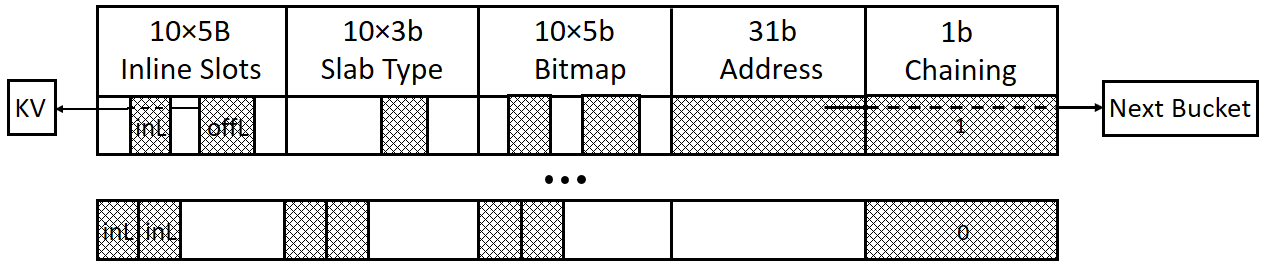 10×5B
Inline Slots
10×3b
Slab Type
10×5b
Bitmap
31b
Address
1b
Chaining
KV
inL
offL
1
Next Bucket
•••
inL
inL
0